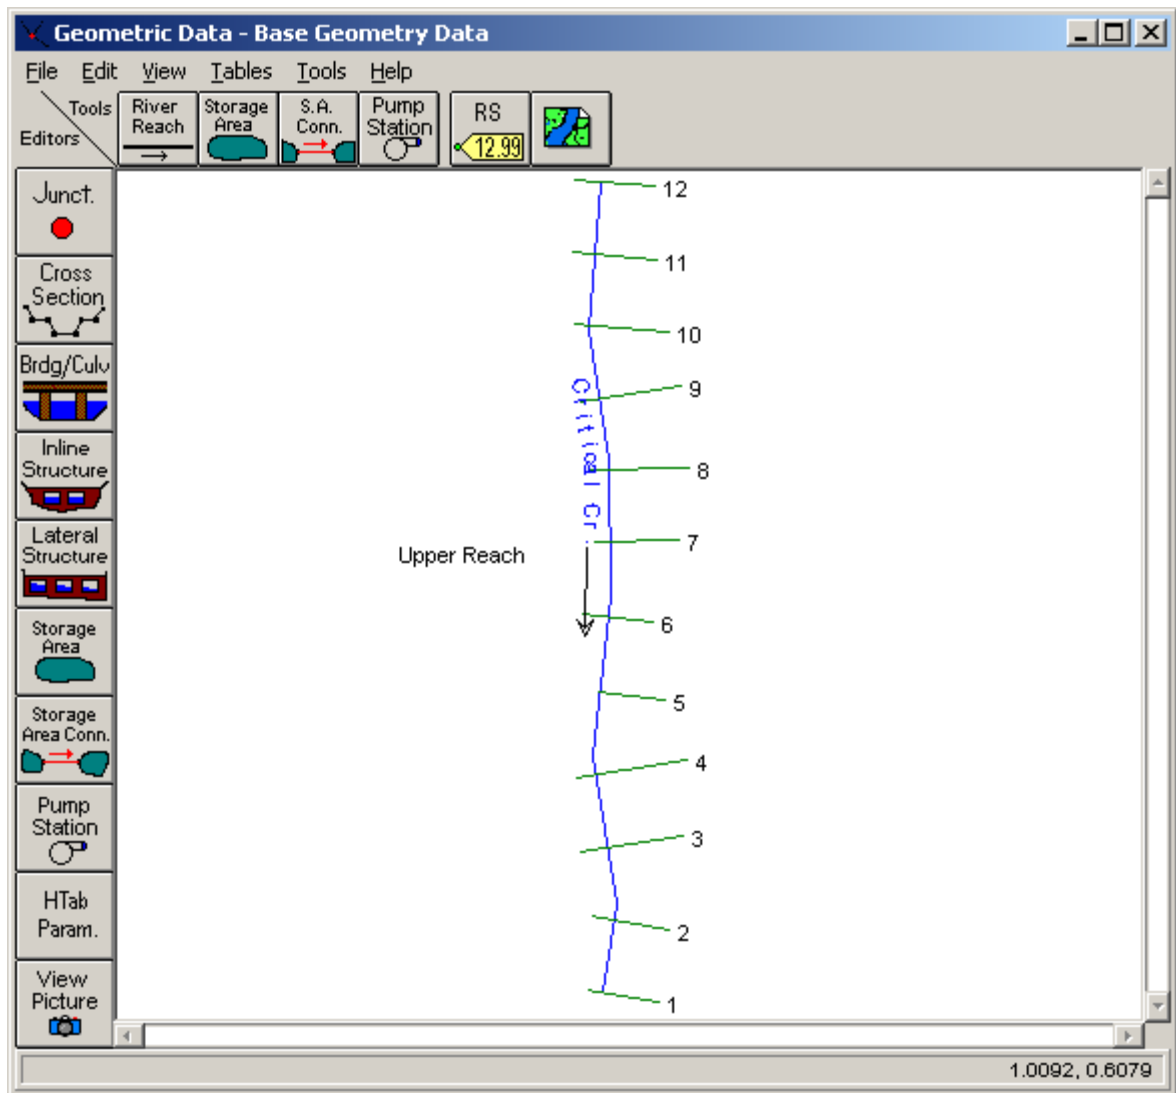 Geometric Data - Base Geometry Data
File Edit View Tables Tools Help
Tools
Editors
River
Reach
Storage
Area
S.A.
Conn.
Pump
Station
RS
12.99
Junct.
Cross
Section
Brdg/Culv
Inline
Structure
Lateral
Structure
Storage
Area
Storage
Area Conn.
Pump
Station
HTab
Param.
View
Picture
12
11
10
9
Critical Cr.
8
7
Upper Reach
6
5
4
3
2
1
1.0092, 0.6079